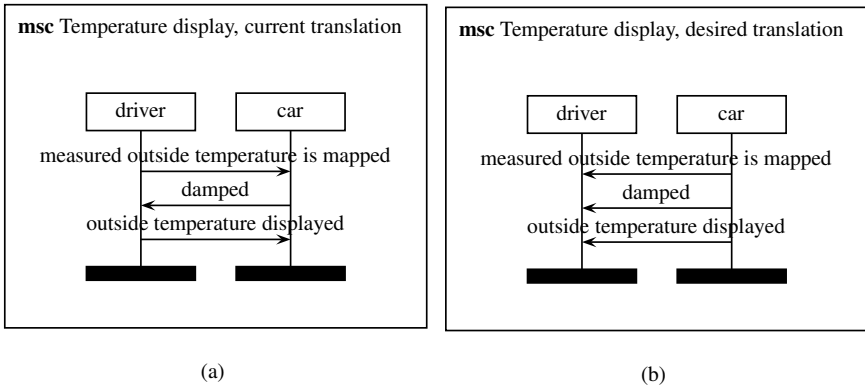 msc Temperature display, current translation
driver
car
measured outside temperature is mapped
damped
outside temperature displayed
(a)
msc Temperature display, desired translation
driver
car
measured outside temperature is mapped
damped
outside temperature displayed
(b)